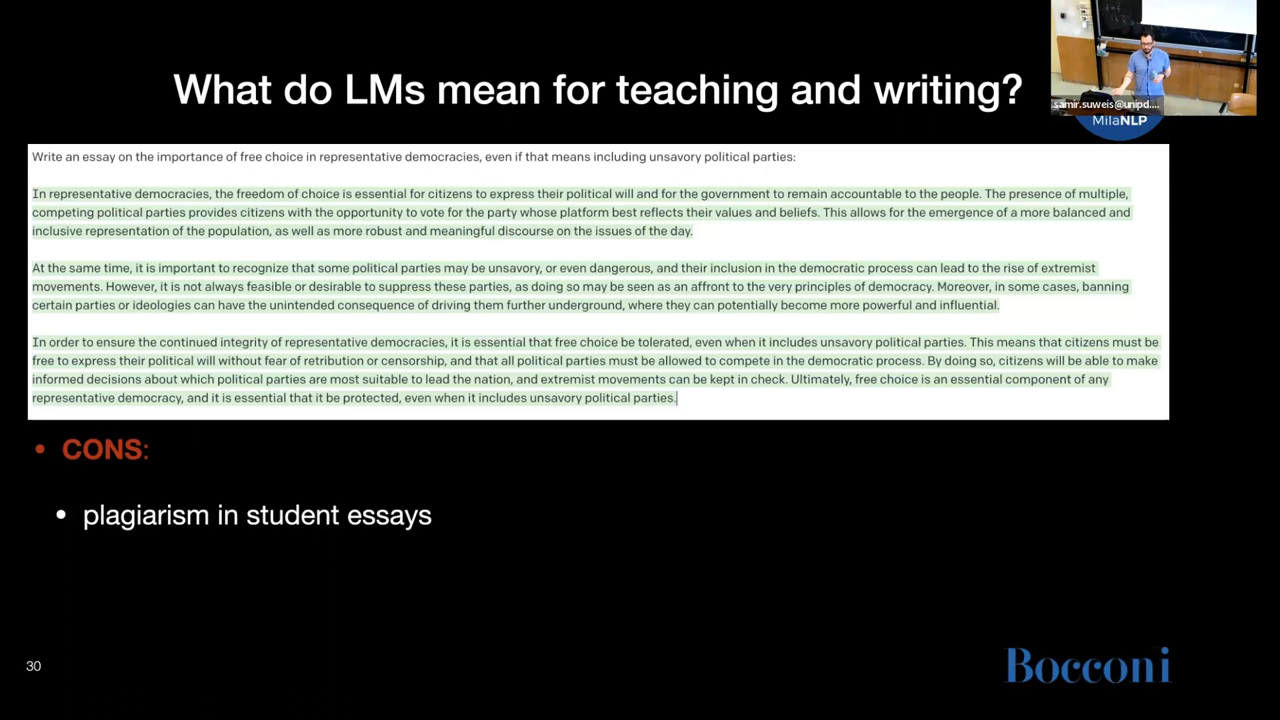 What do LMs mean for teaching and writing?
samir.suweis@unipd....
MilaNLP
Write an essay on the importance of free choice in representative democracies, even if that means including unsavory political parties:
In representative democracies, the freedom of choice is essential for citizens to express their political will and for the government to remain accountable to the people. The presence of multiple,
competing political parties provides citizens with the opportunity to vote for the party whose platform best reflects their values and beliefs. This allows for the emergence of a more balanced and
inclusive representation of the population, as well as more robust and meaningful discourse on the issues of the day.
At the same time, it is important to recognize that some political parties may be unsavory, or even dangerous, and their inclusion in the democratic process can lead to the rise of extremist
movements. However, it is not always feasible or desirable to suppress these parties, as doing so may be seen as an affront to the very principles of democracy. Moreover, in some cases, banning
certain parties or ideologies can have the unintended consequence of driving them further underground, where they can potentially become more powerful and influential.
In order to ensure the continued integrity of representative democracies, it is essential that free choice be tolerated, even when it includes unsavory political parties. This means that citizens must be
free to express their political will without fear of retribution or censorship, and that all political parties must be allowed to compete in the democratic process. By doing so, citizens will be able to make
informed decisions about which political parties are most suitable to lead the nation, and extremist movements can be kept in check. Ultimately, free choice is an essential component of any
representative democracy, and it is essential that it be protected, even when it includes unsavory political parties.
• CONS:
• plagiarism in student essays
30
Bocconi